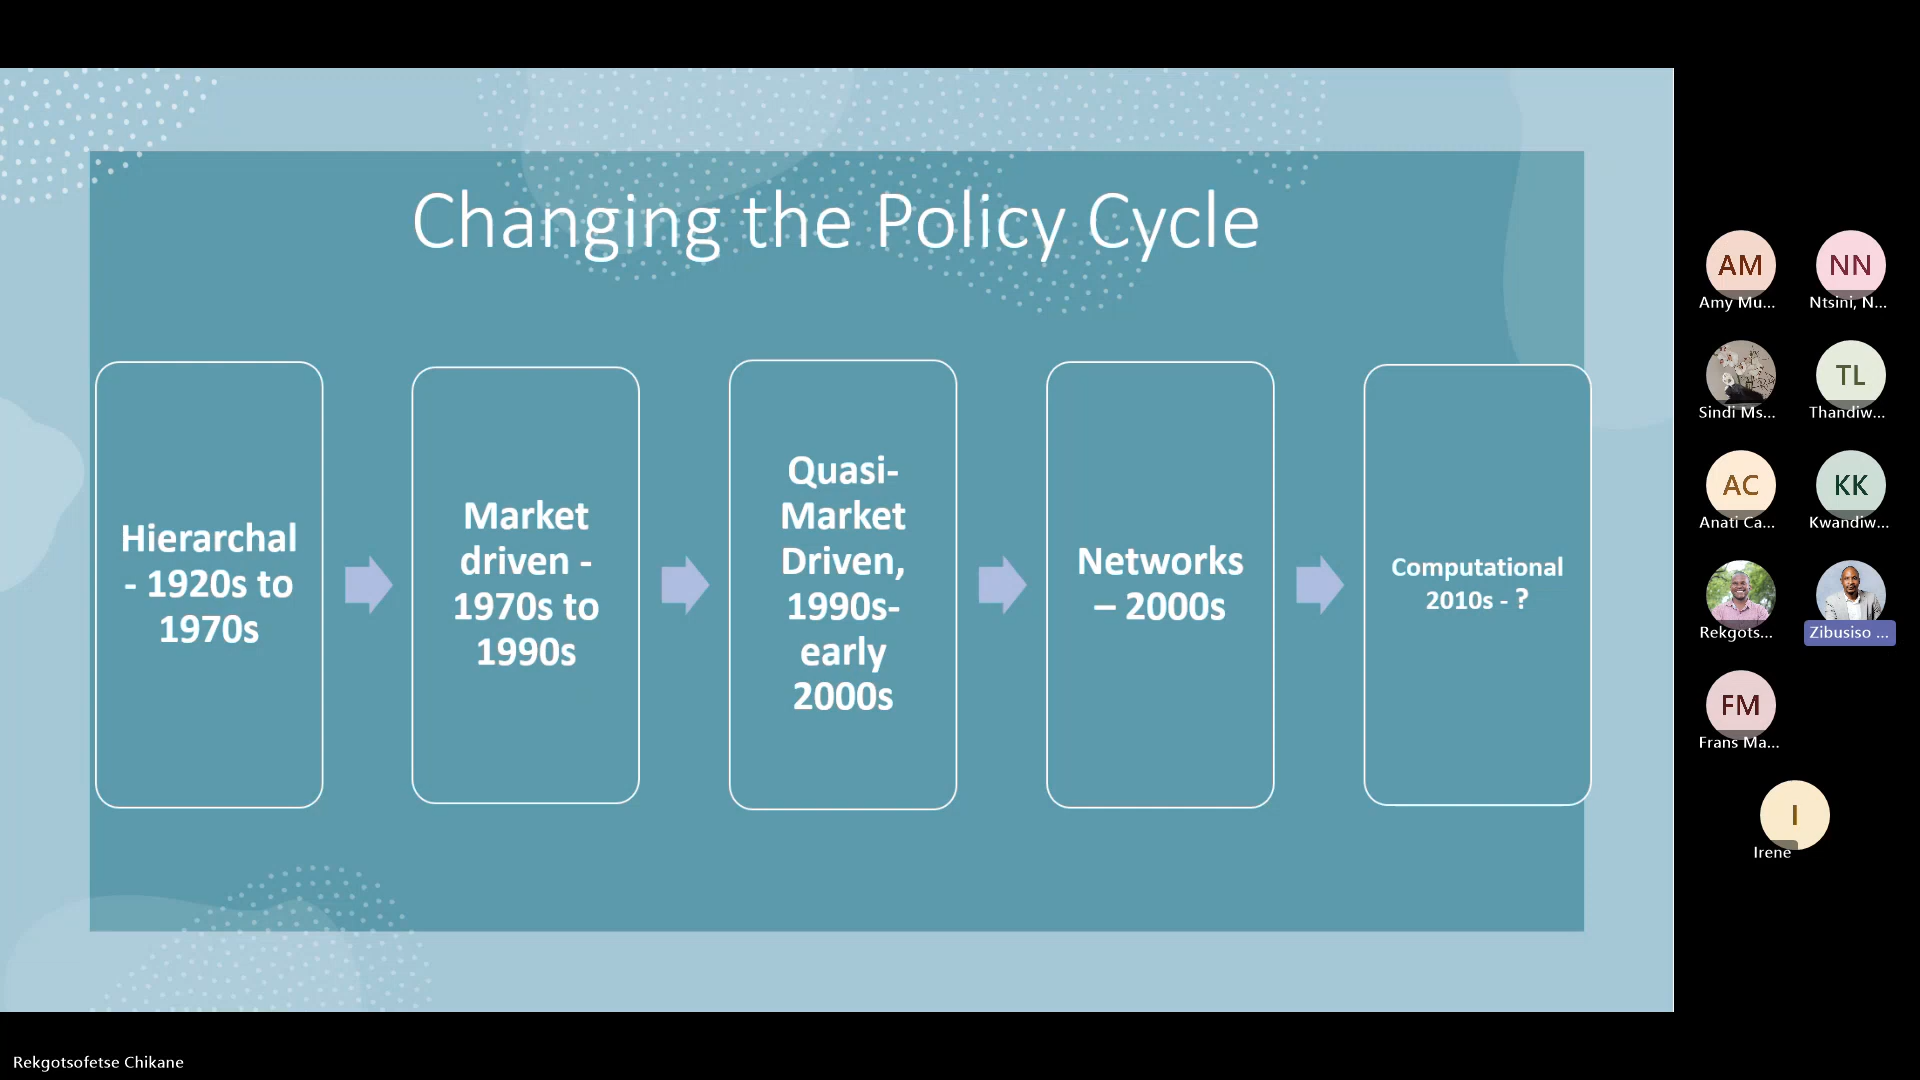 Changing the Policy Cycle
Hierarchal
- 1920s to
1970s
Market
driven -
1970s to
1990s
Quasi-
Market
Driven,
1990s-
early
2000s
Networks
– 2000s
Computational
2010s - ?
AM
Amy Mu...
NN
Ntsini, N...
Sindi Ms...
TL
Thandiw...
AC
Anati Ca...
KK
Kwandiw...
Rekgots...
Zibusiso ...
FM
Frans Ma...
I
Irene
Rekgotsofetse Chikane